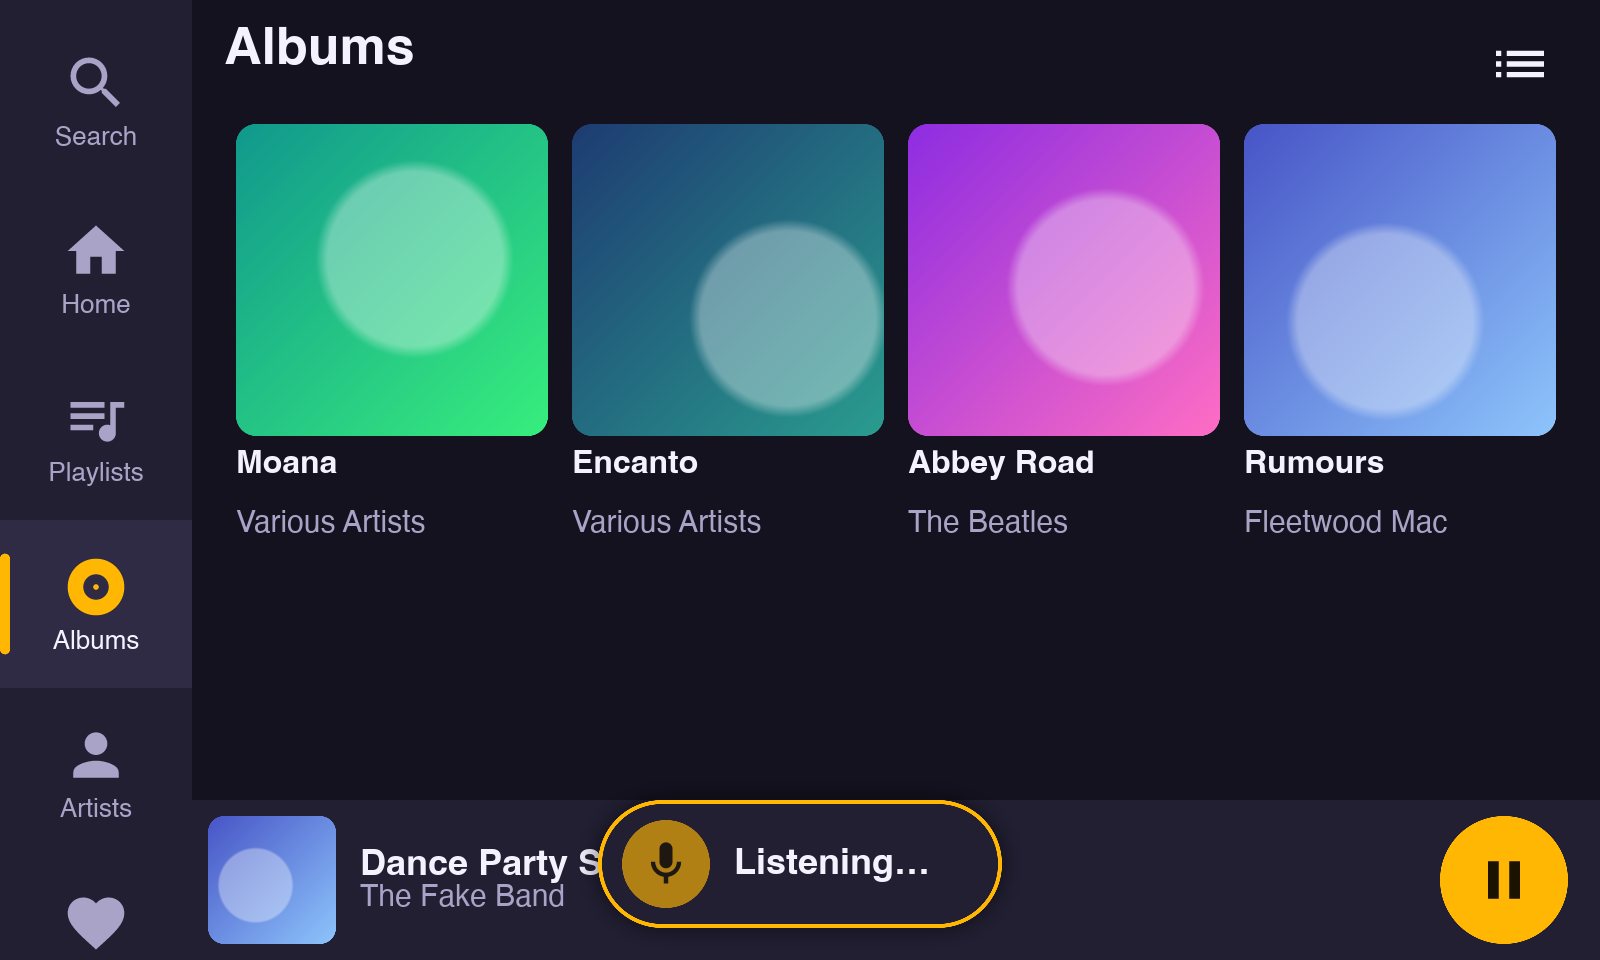 Search
Home
Playlists
Albums
Artists
Albums
Moana
Various Artists
Encanto
Various Artists
Abbey Road
The Beatles
Rumours
Fleetwood Mac
Dance Party S
The Fake Band
Listening...